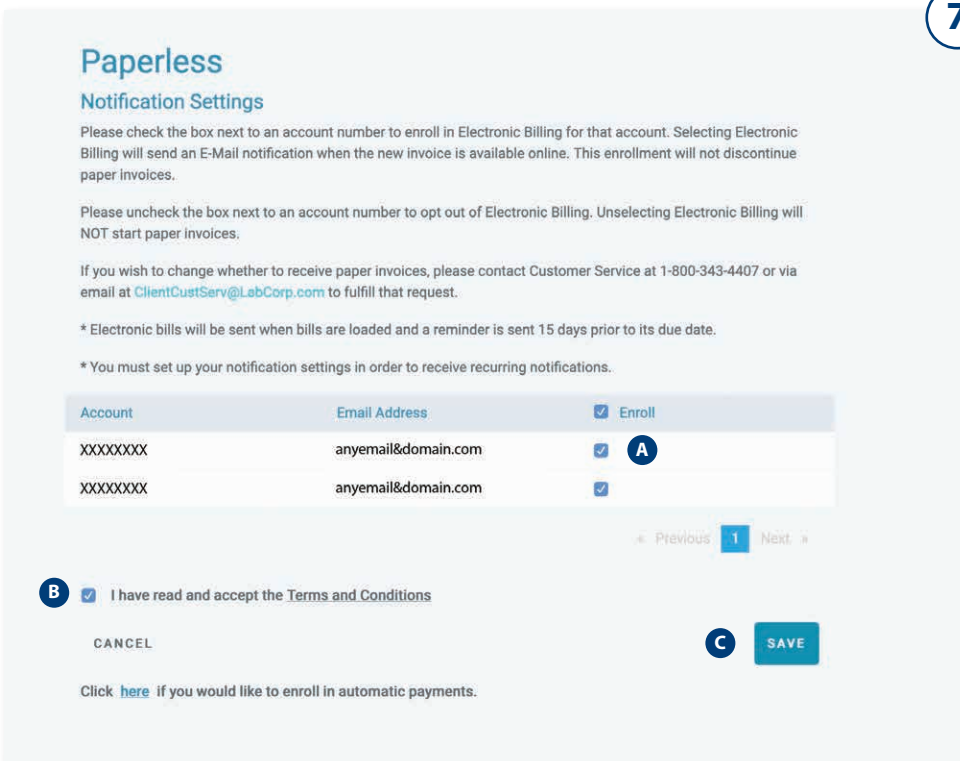 7
Paperless
Notification Settings
Please check the box next to an account number to enroll in Electronic Billing for that account. Selecting Electronic
Billing will send an E-Mail notification when the new invoice is available online. This enrollment will not discontinue
paper invoices.
Please uncheck the box next to an account number to opt out of Electronic Billing. Unselecting Electronic Billing will
NOT start paper invoices.
If you wish to change whether to receive paper invoices, please contact Customer Service at 1-800-343-4407 or via
email at ClientCustServ@LabCorp.com to fulfill that request.
* Electronic bills will be sent when bills are loaded and a reminder is sent 15 days prior to its due date.
* You must set up your notification settings in order to receive recurring notifications.
Account Email Address Enroll
XXXXXXXX anyemail&domain.com A
XXXXXXXX anyemail&domain.com
« Previous 1 Next »
B I have read and accept the Terms and Conditions
CANCEL C SAVE
Click here if you would like to enroll in automatic payments.